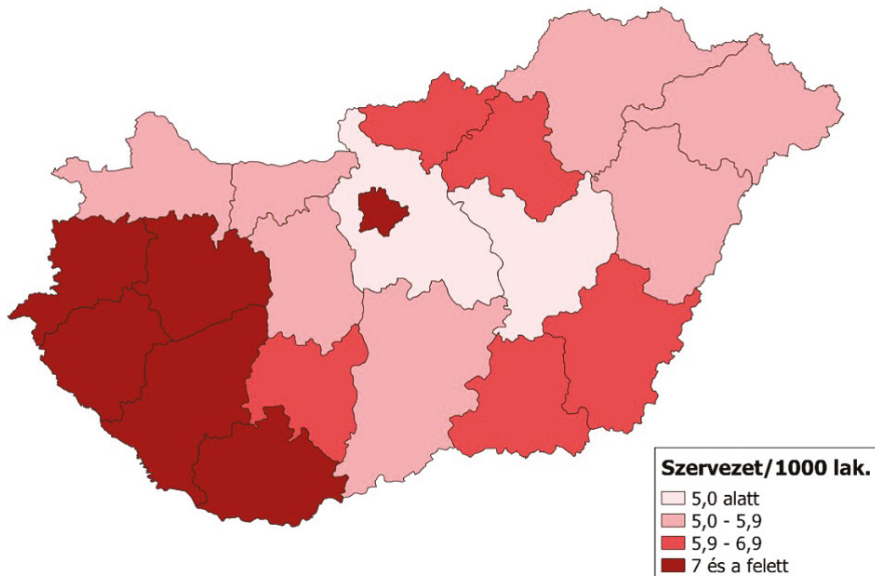 Szervezet/1000 lak.
5,0 alatt
5,0 - 5,9
5,9 - 6,9
7 és a felett